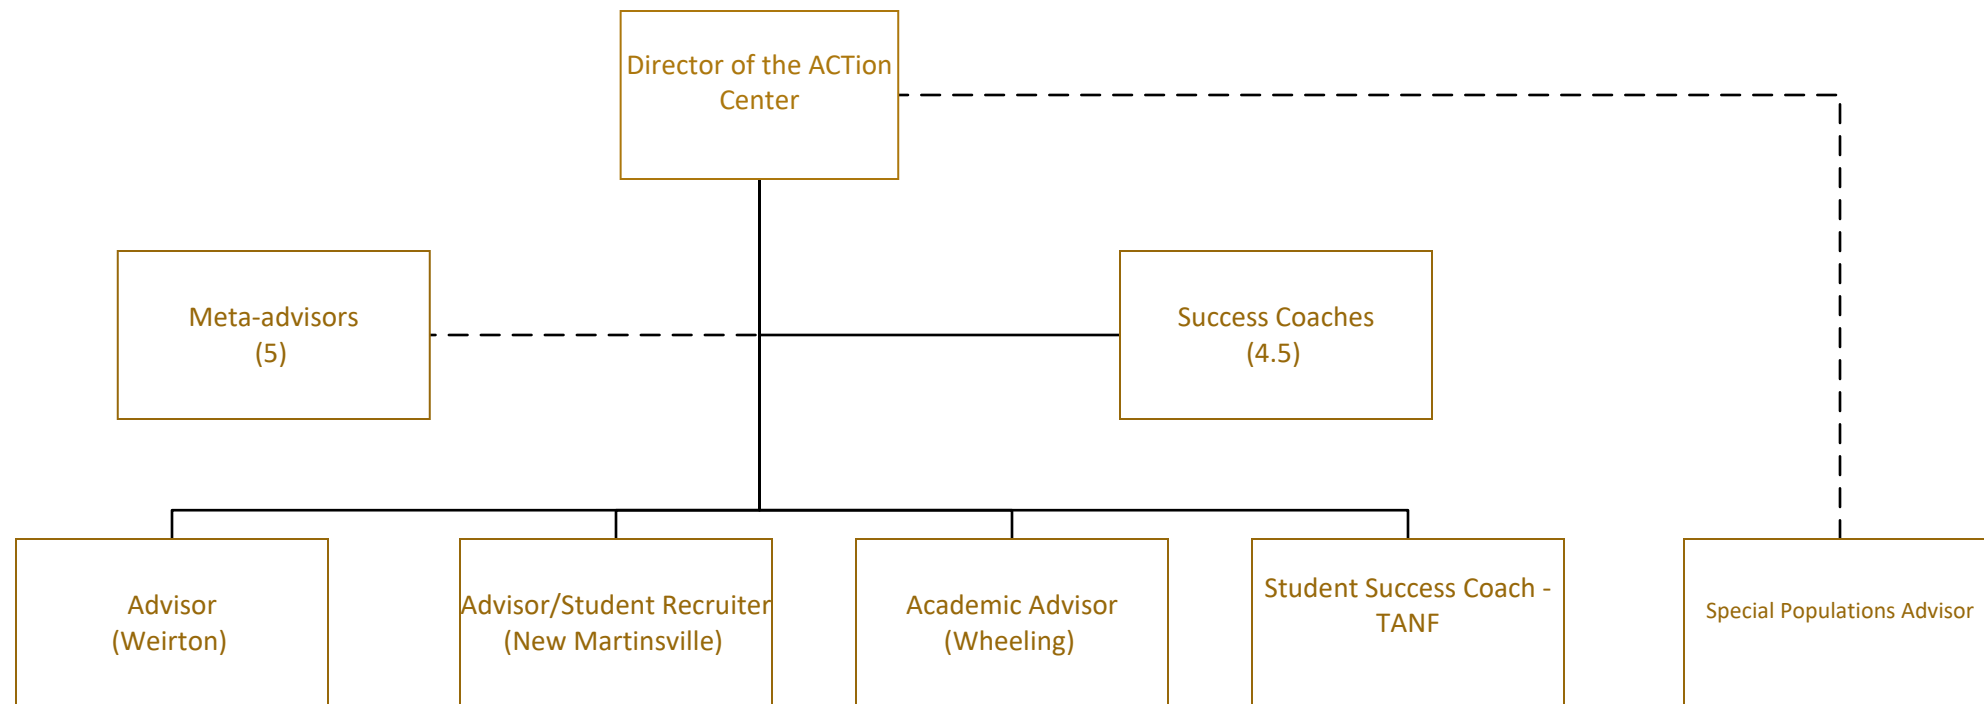 Director of the ACTion
Center
Meta-advisors
(5)
Success Coaches
(4.5)
Advisor
(Weirton)
Advisor/Student Recruiter
(New Martinsville)
Academic Advisor
(Wheeling)
Student Success Coach -
TANF
Special Populations Advisor